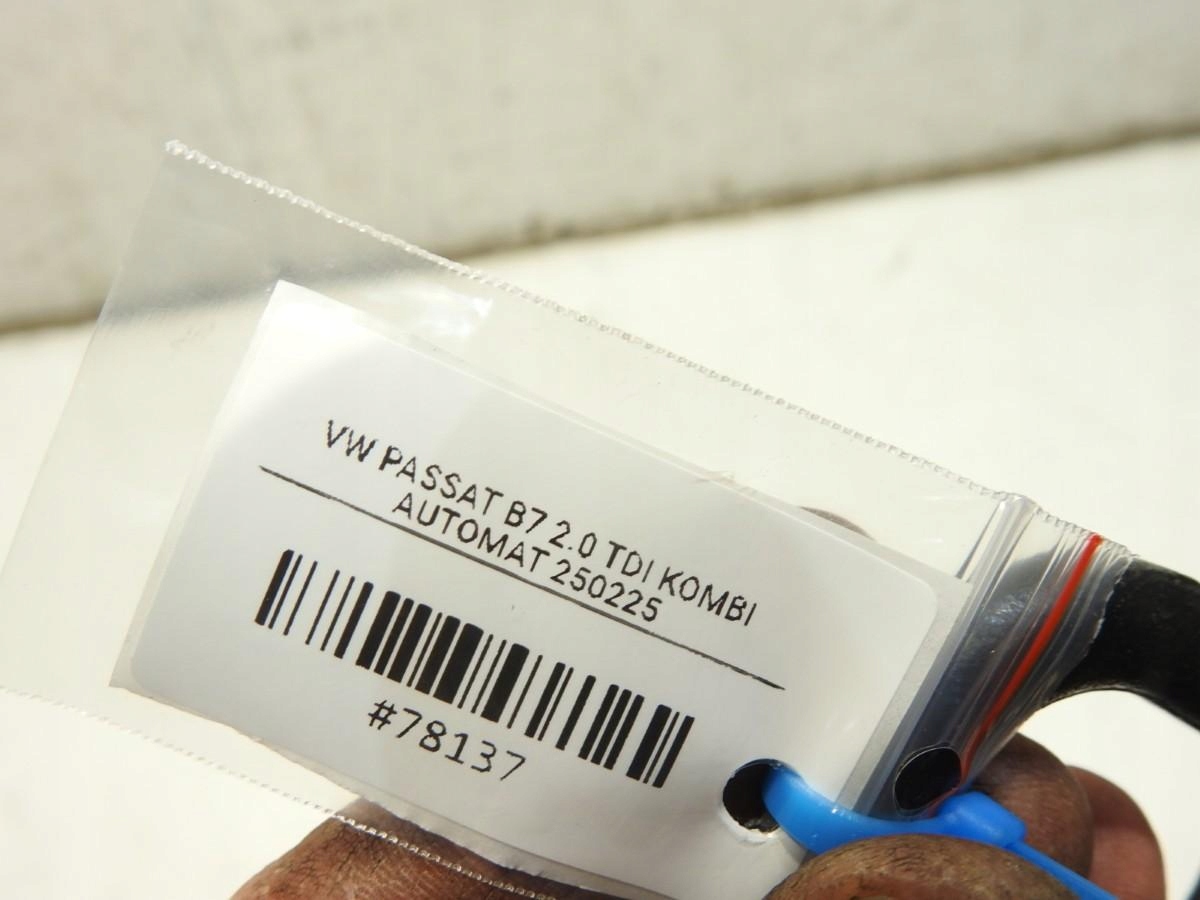 VW PASSAT B7 2.0 TDI KOMBI
AUTOMAT 250225
#78137